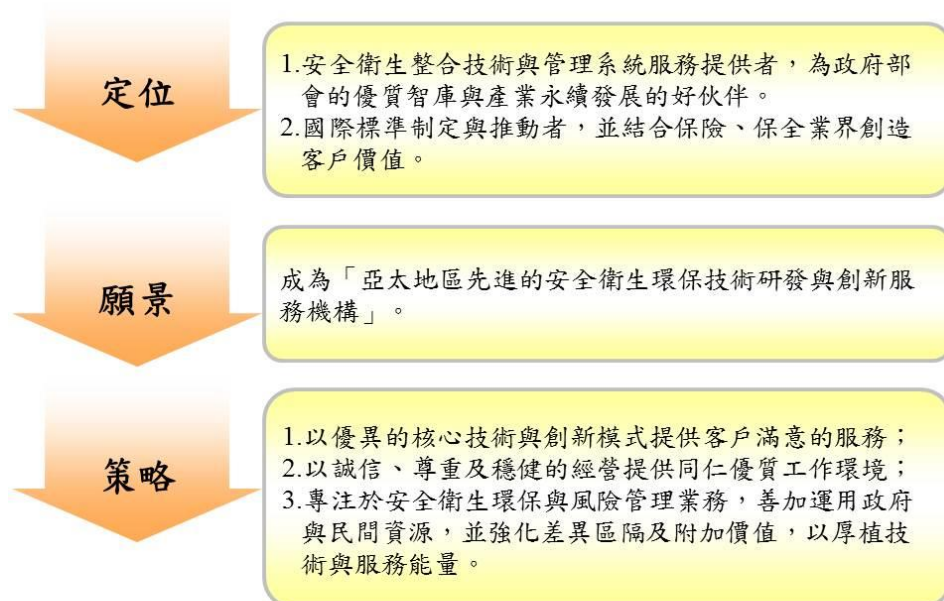 定位
1.安全衛生整合技術與管理系統服務提供者，為政府部
會的優質智庫與產業永續發展的好伙伴。
2.國際標準制定與推動者，並結合保險、保全業界創造
客戶價值。
願景
成為「亞太地區先進的安全衛生環保技術研發與創新服
務機構」。
策略
1.以優異的核心技術與創新模式提供客戶滿意的服務；
2.以誠信、尊重及穩健的經營提供同仁優質工作環境；
3.專注於安全衛生環保與風險管理業務，善加運用政府
與民間資源，並強化差異區隔及附加價值，以厚植技
術與服務能量。